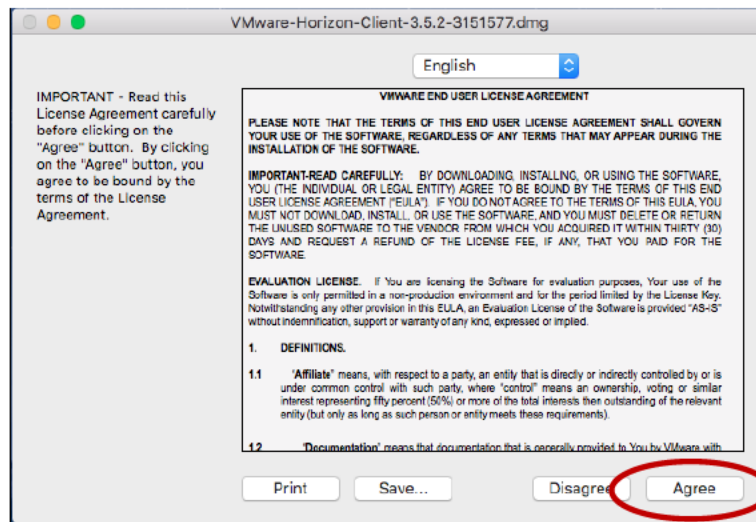 VMware-Horizon-Client-3.5.2-3151577.dmg
English
IMPORTANT - Read this
License Agreement carefully
before clicking on the
"Agree" button.  By clicking
on the "Agree" button, you
agree to be bound by the
terms of the License
Agreement.
VMWARE END USER LICENSE AGREEMENT
PLEASE NOTE THAT THE TERMS OF THIS END USER LICENSE AGREEMENT SHALL GOVERN
YOUR USE OF THE SOFTWARE, REGARDLESS OF ANY TERMS THAT MAY APPEAR DURING THE
INSTALLATION OF THE SOFTWARE.
IMPORTANT-READ CAREFULLY: BY DOWNLOADING, INSTALLING, OR USING THE SOFTWARE,
YOU (THE INDIVIDUAL OR LEGAL ENTITY) AGREE TO BE BOUND BY THE TERMS OF THIS END
USER LICENSE AGREEMENT ("EULA"). IF YOU DO NOT AGREE TO THE TERMS OF THIS EULA, YOU
MUST NOT DOWNLOAD, INSTALL, OR USE THE SOFTWARE, AND YOU MUST DELETE OR RETURN
THE UNUSED SOFTWARE TO THE VENDOR FROM WHICH YOU ACQUIRED IT WITHIN THIRTY (30)
DAYS AND REQUEST A REFUND OF THE LICENSE FEE, IF ANY, THAT YOU PAID FOR THE
SOFTWARE.
EVALUATION LICENSE. If You are licensing the Software for evaluation purposes, Your use of the
Software is only permitted in a non-production environment and for the period limited by the License Key.
Notwithstanding any other provision in this EULA, an Evaluation License of the Software is provided "AS-IS"
without indemnification, support or warranty of any kind, expressed or implied.
1. DEFINITIONS.
1.1 "Affiliate" means, with respect to a party, an entity that is directly or indirectly controlled by or is
under common control with such party, where "control" means an ownership, voting or similar
interest representing fifty percent (50%) or more of the total interests then outstanding of the relevant
entity (but only as long as such person or entity meets these requirements).
1.2 "Documentation" means that documentation that is generally provided to You by VMware with
Print Save... Disagree Agree